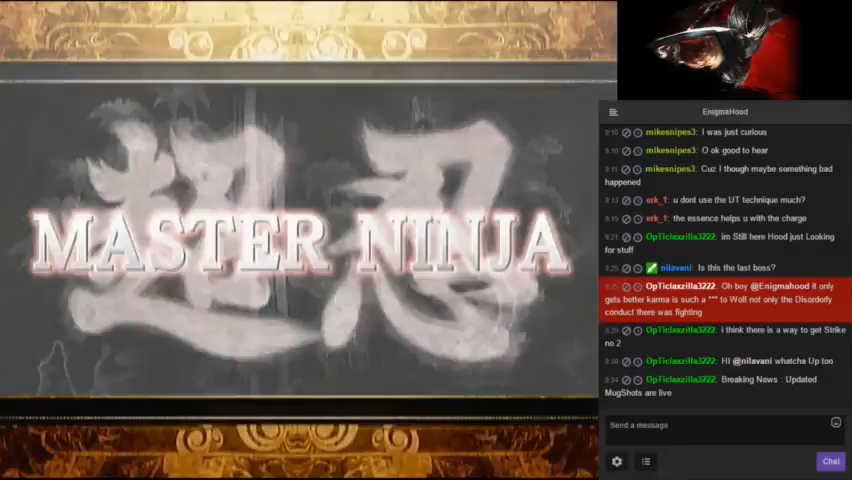 超忍
MASTER NINJA
EnigmaHood
9:10 mikesnipes3: I was just curious
9:10 mikesnipes3: O ok good to hear
9:11 mikesnipes3: Cuz I though maybe something bad
happened
9:13 erk_1: u dont use the UT technique much?
9:15 erk_1: the essence helps u with the charge
9:21 OpTiclaxzilla3222: im Still here Hood just Looking
for stuff
9:25 nilavani: Is this the last boss?
9:25 OpTiclaxzilla3222: Oh boy @Enigmahood it only
gets better karma is such a *** to Wolf not only the Disorderly
conduct there was fighting
9:29 OpTiclaxzilla3222: i think there is a way to get Strike
no 2
9:30 OpTiclaxzilla3222: HI @nilavani whatcha Up too
9:34 OpTiclaxzilla3222: Breaking News : Updated
MugShots are live
Send a message
Chat